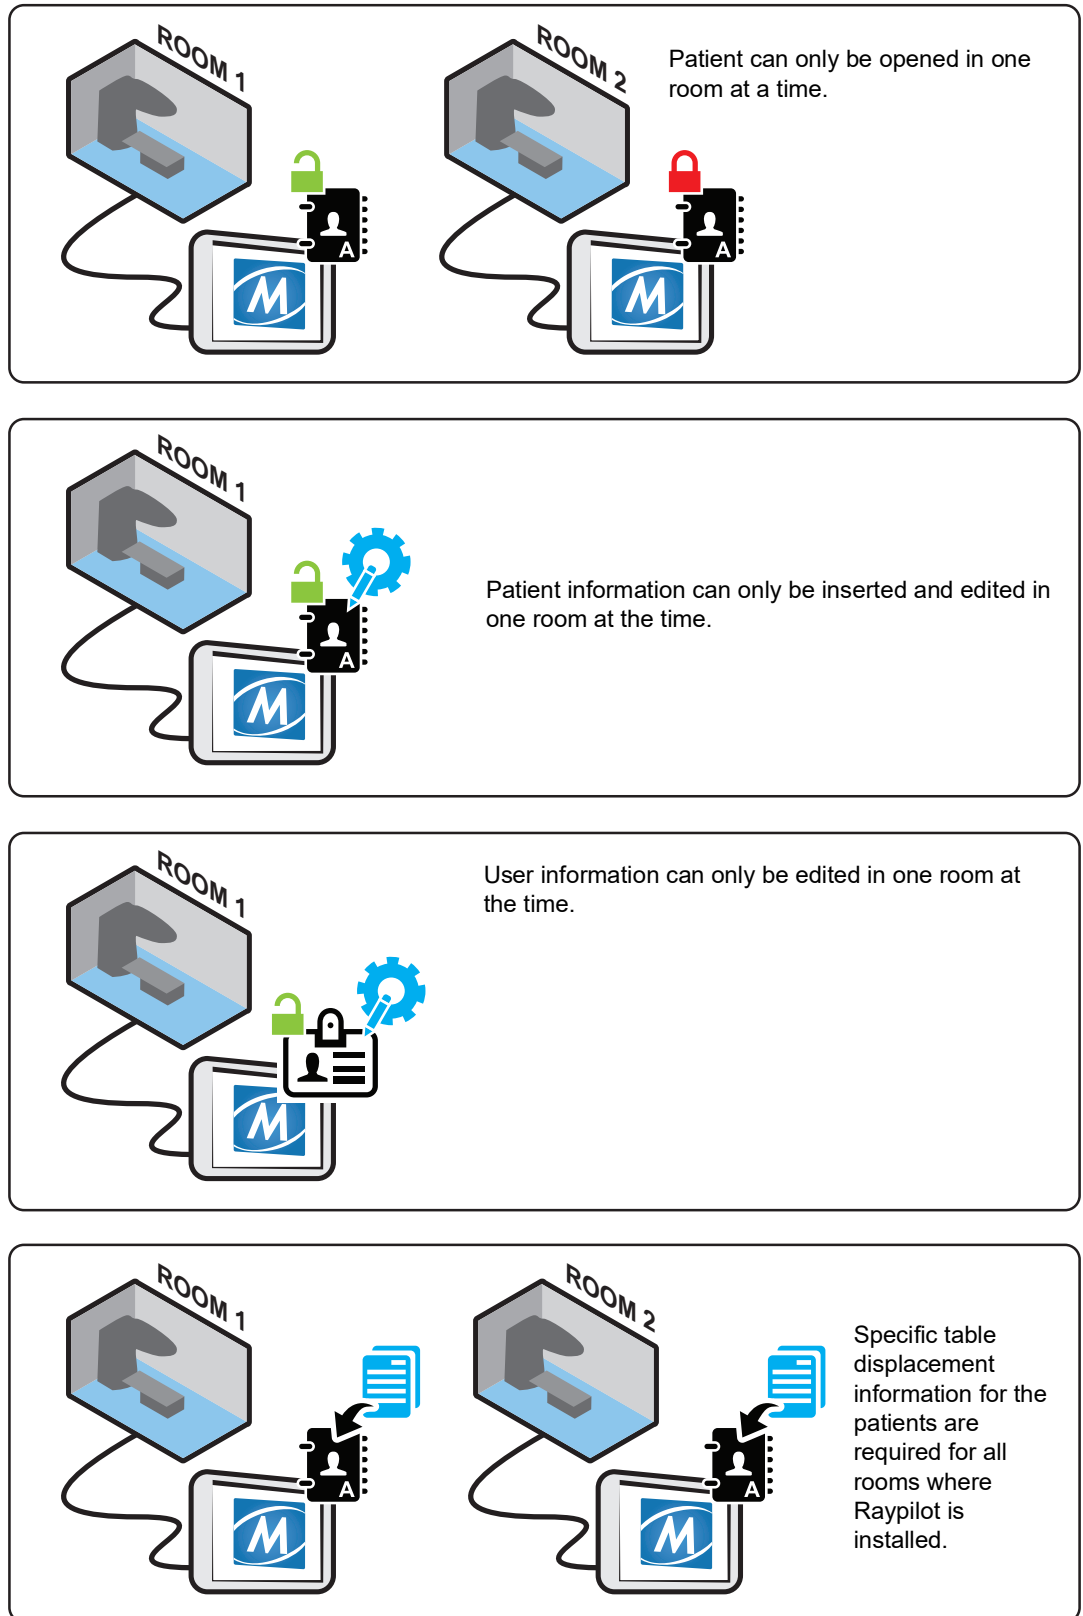 ROOM 1
ROOM 2
Patient can only be opened in one
room at a time.
A
A
M
M
ROOM 1
Patient information can only be inserted and edited in
one room at the time.
A
M
ROOM 1
User information can only be edited in one room at
the time.
M
ROOM 1
ROOM 2
Specific table
displacement
information for the
patients are
required for all
rooms where
Raypilot is
installed.
A
A
M
M